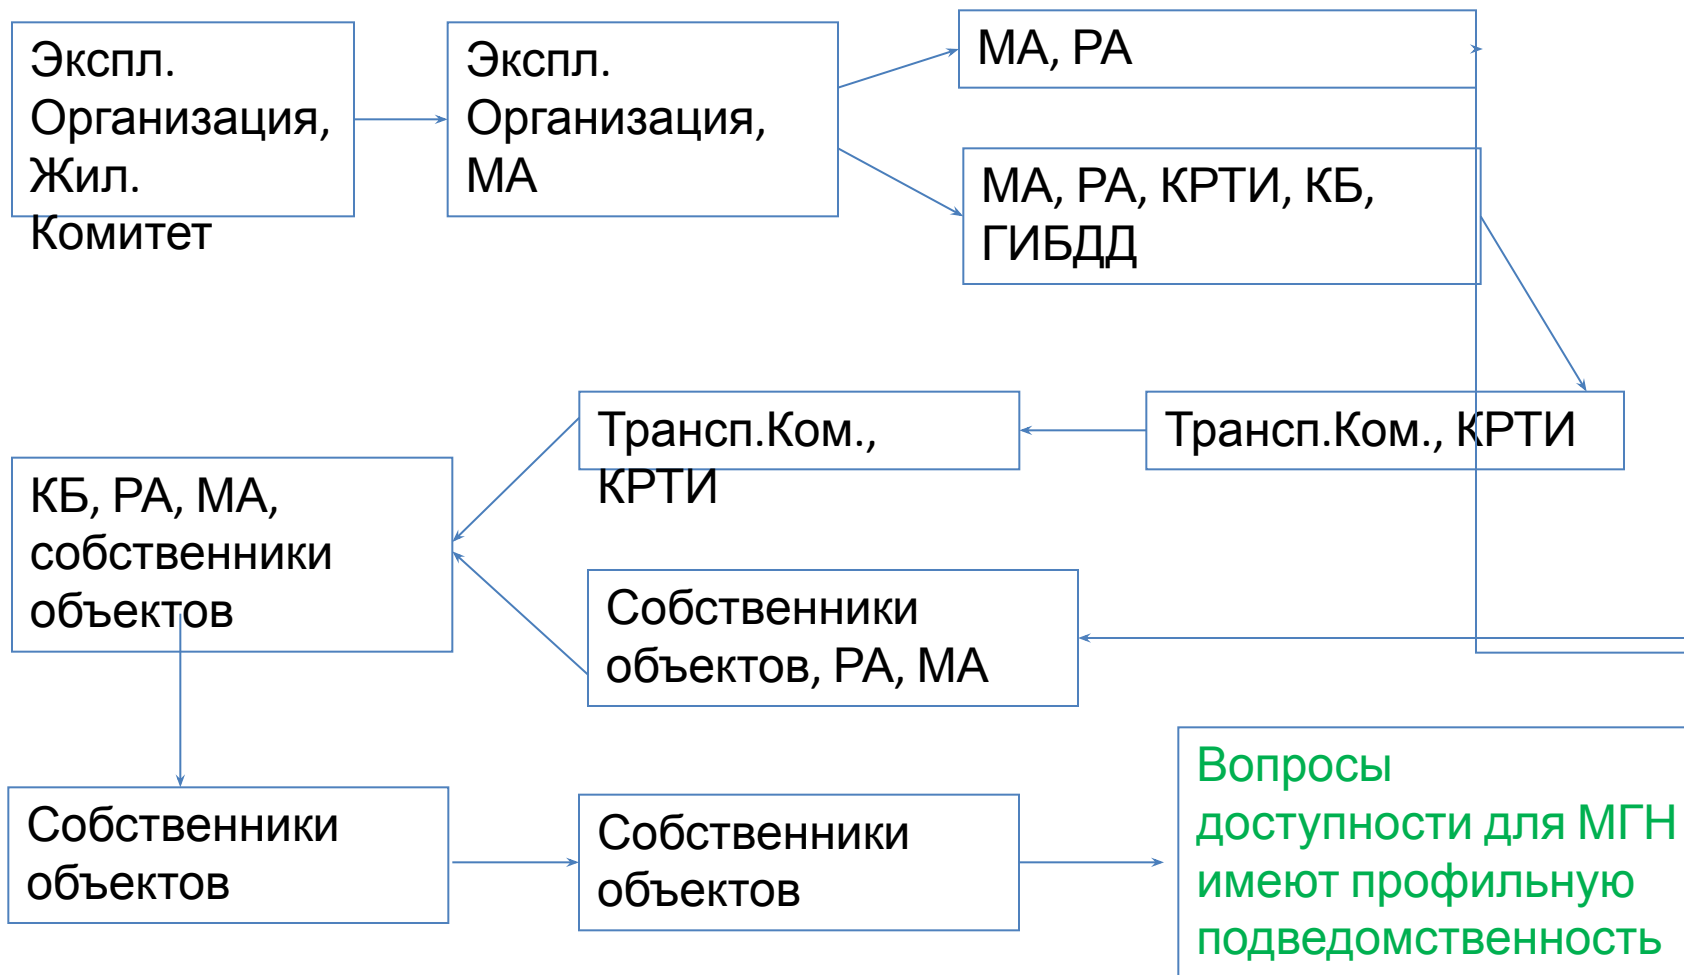 Экспл.
Организация,
Жил.
Комитет
Экспл.
Организация,
МА
МА, РА
МА, РА, КРТИ, КБ,
ГИБДД
Трансп.Ком.,
КРТИ
Трансп.Ком., КРТИ
КБ, РА, МА,
собственники
объектов
Собственники
объектов, РА, МА
Собственники
объектов
Собственники
объектов
Вопросы
доступности для МГН
имеют профильную
подведомственность